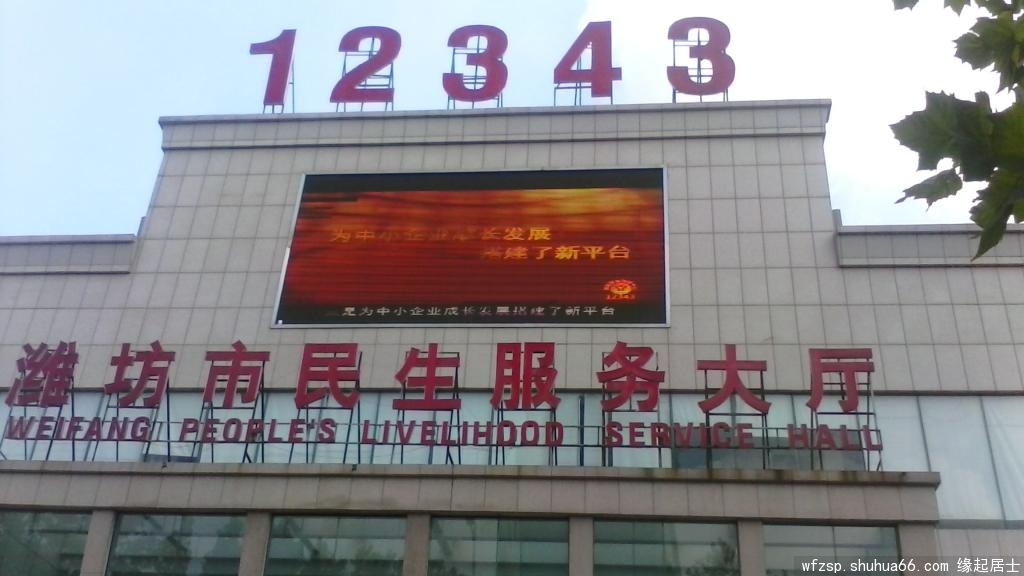 12343
为中小企业成长发展
搭建了新平台
12343
是为中小企业成长发展搭建了新平台
潍坊市民生服务大厅
WEIFANG PEOPLE'S LIVELIHOOD SERVICE HALL
wfzsp.shuhua66.com 缘起居士